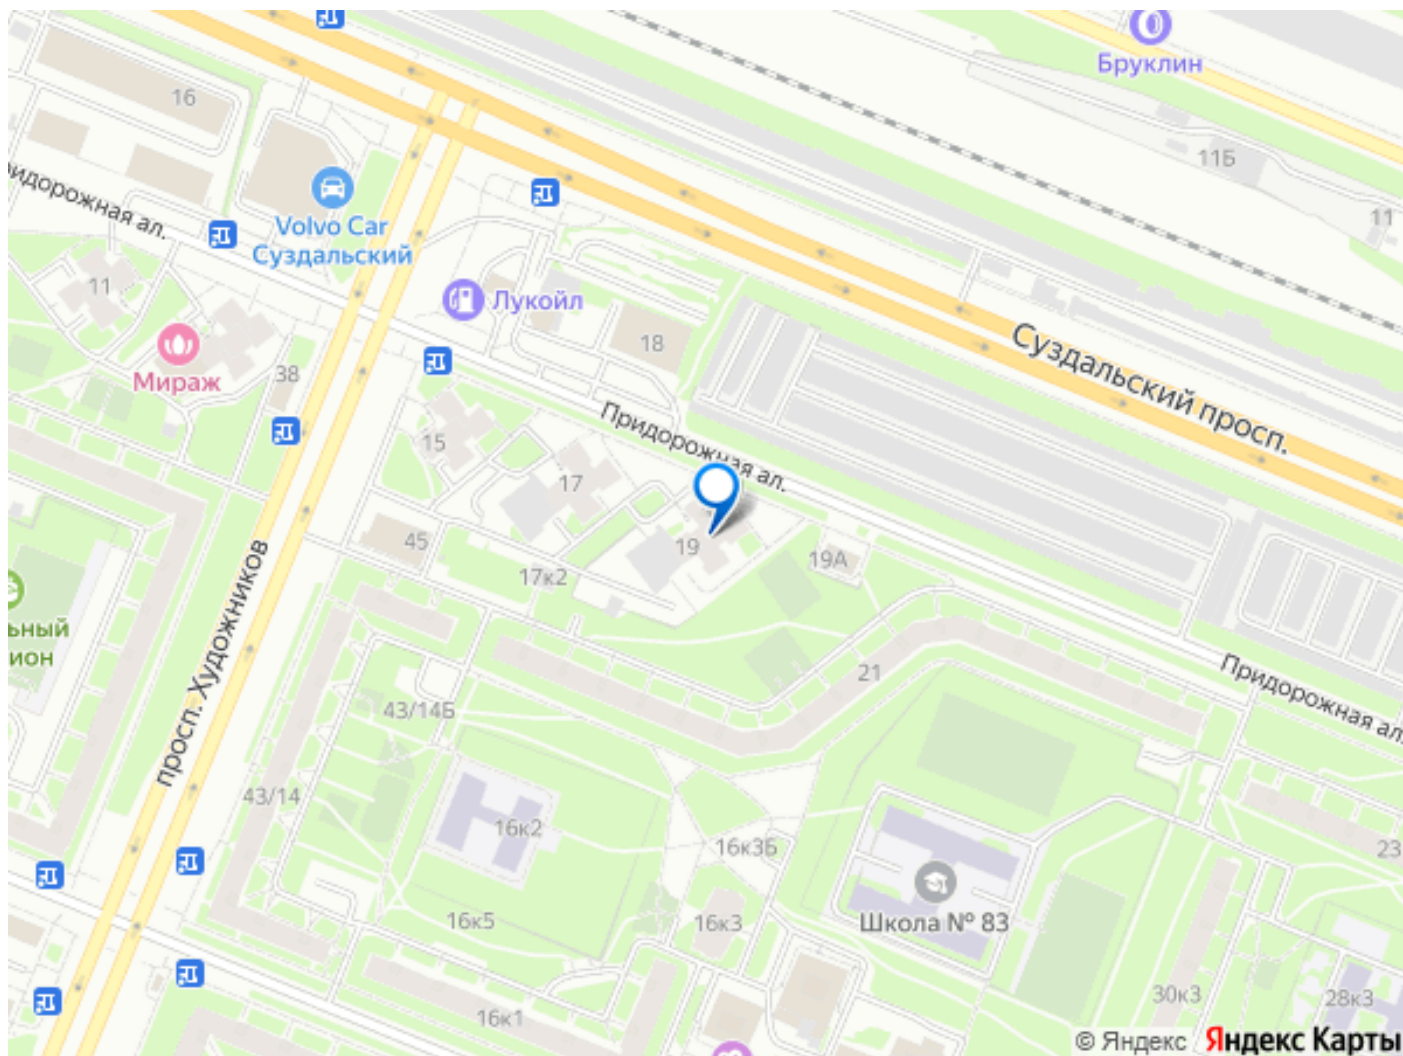 Бруклин
16
11Б
ридорожная ал.
Volvo Car
Суздальский
11
11
Лукойл
18
Суздальский просп.
Мираж
38
Придорожная ал.
15
17
45
19
19А
17к2
просп. Художников
ьный
ион
21
Придорожная ал.
43/14Б
43/14
16к2
16к3Б
23
16к5
16к3
Школа № 83
30к3
28к3
16к1
© Яндекс Яндекс Карты